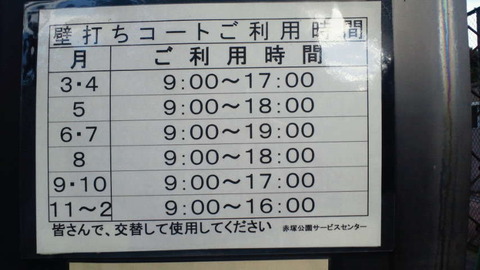 壁打ちコートご利用時間
月 ご利用時間
3・4 9:00～17:00
5 9:00～18:00
6・7 9:00～19:00
8 9:00～18:00
9・10 9:00～17:00
11～2 9:00～16:00
皆さんで、交替して使用してください 赤塚公園サービスセンター